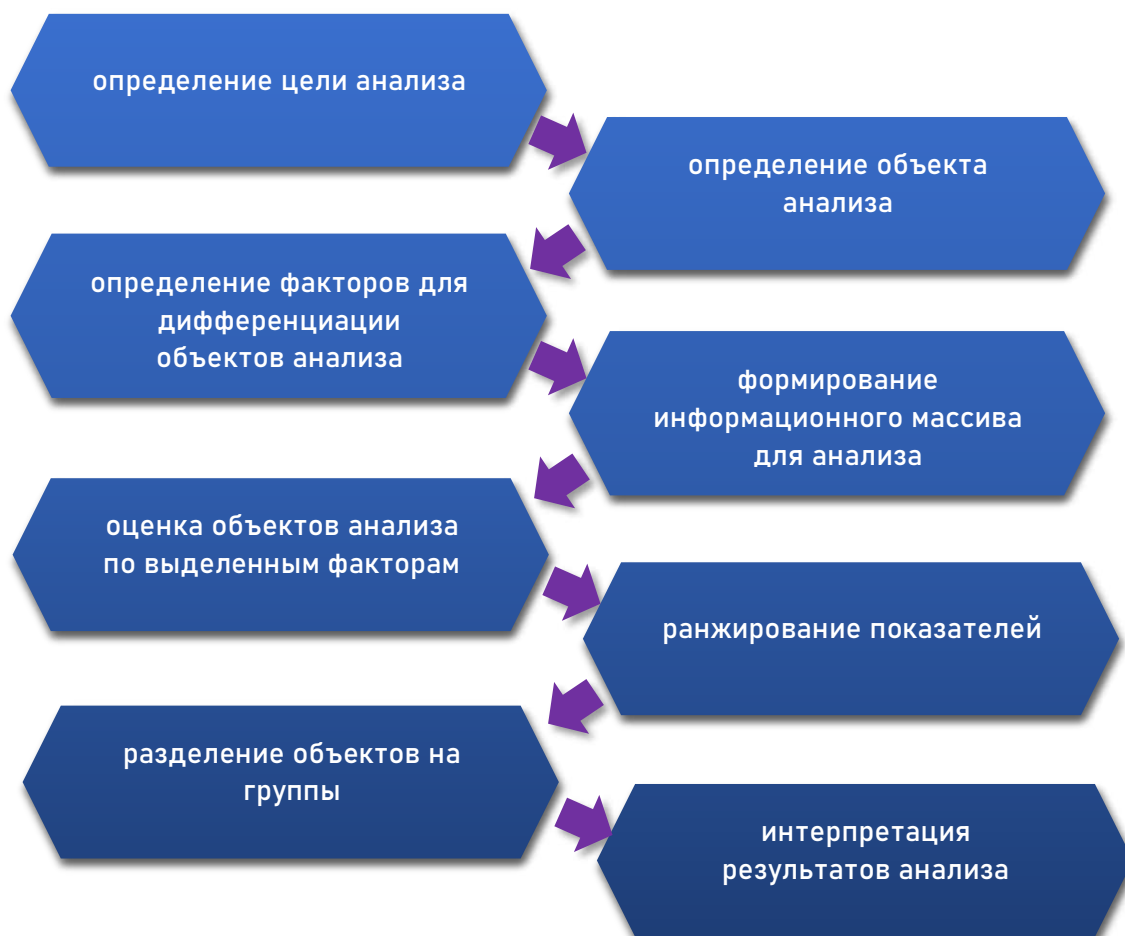 определение цели анализа
определение объекта
анализа
определение факторов для
дифференциации
объектов анализа
формирование
информационного массива
для анализа
оценка объектов анализа
по выделенным факторам
ранжирование показателей
разделение объектов на
группы
интерпретация
результатов анализа